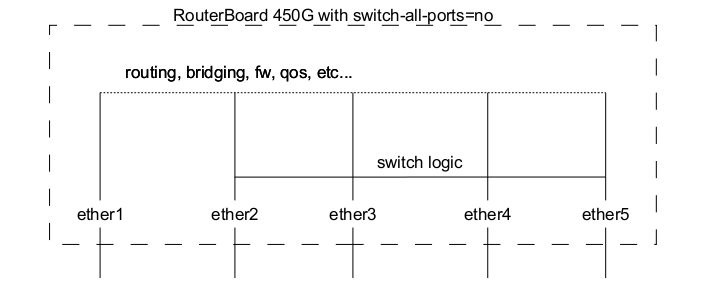 RouterBoard 450G with switch-all-ports=no
routing, bridging, fw, qos, etc...
switch logic
ether1 ether2 ether3 ether4 ether5